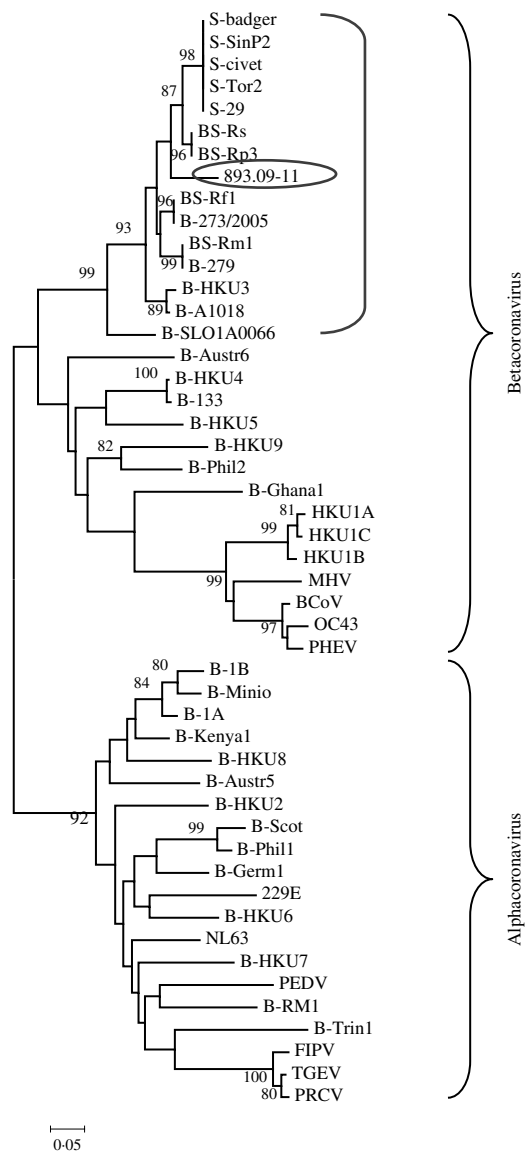 S-badger
S-SinP2
98
S-civet
S-Tor2
87
S-29
BS-Rs
96
BS-Rp3
893.09-11
96
BS-Rf1
B-273/2005
93
BS-Rm1
99
B-279
99
B-HKU3
89
B-A1018
B-SLO1A0066
B-Austr6
100
B-HKU4
B-133
B-HKU5
82
B-HKU9
B-Phil2
B-Ghana1
81
HKU1A
99
HKU1C
HKU1B
99
MHV
BCoV
97
OC43
PHEV
Betacoronavirus
80
B-1B
84
B-Minio
B-1A
B-Kenya1
B-HKU8
B-Austr5
92
B-HKU2
99
B-Scot
B-Phil1
B-Germ1
229E
B-HKU6
NL63
B-HKU7
PEDV
B-RM1
B-Trin1
FIPV
100
TGEV
80
PRCV
Alphacoronavirus
0·05